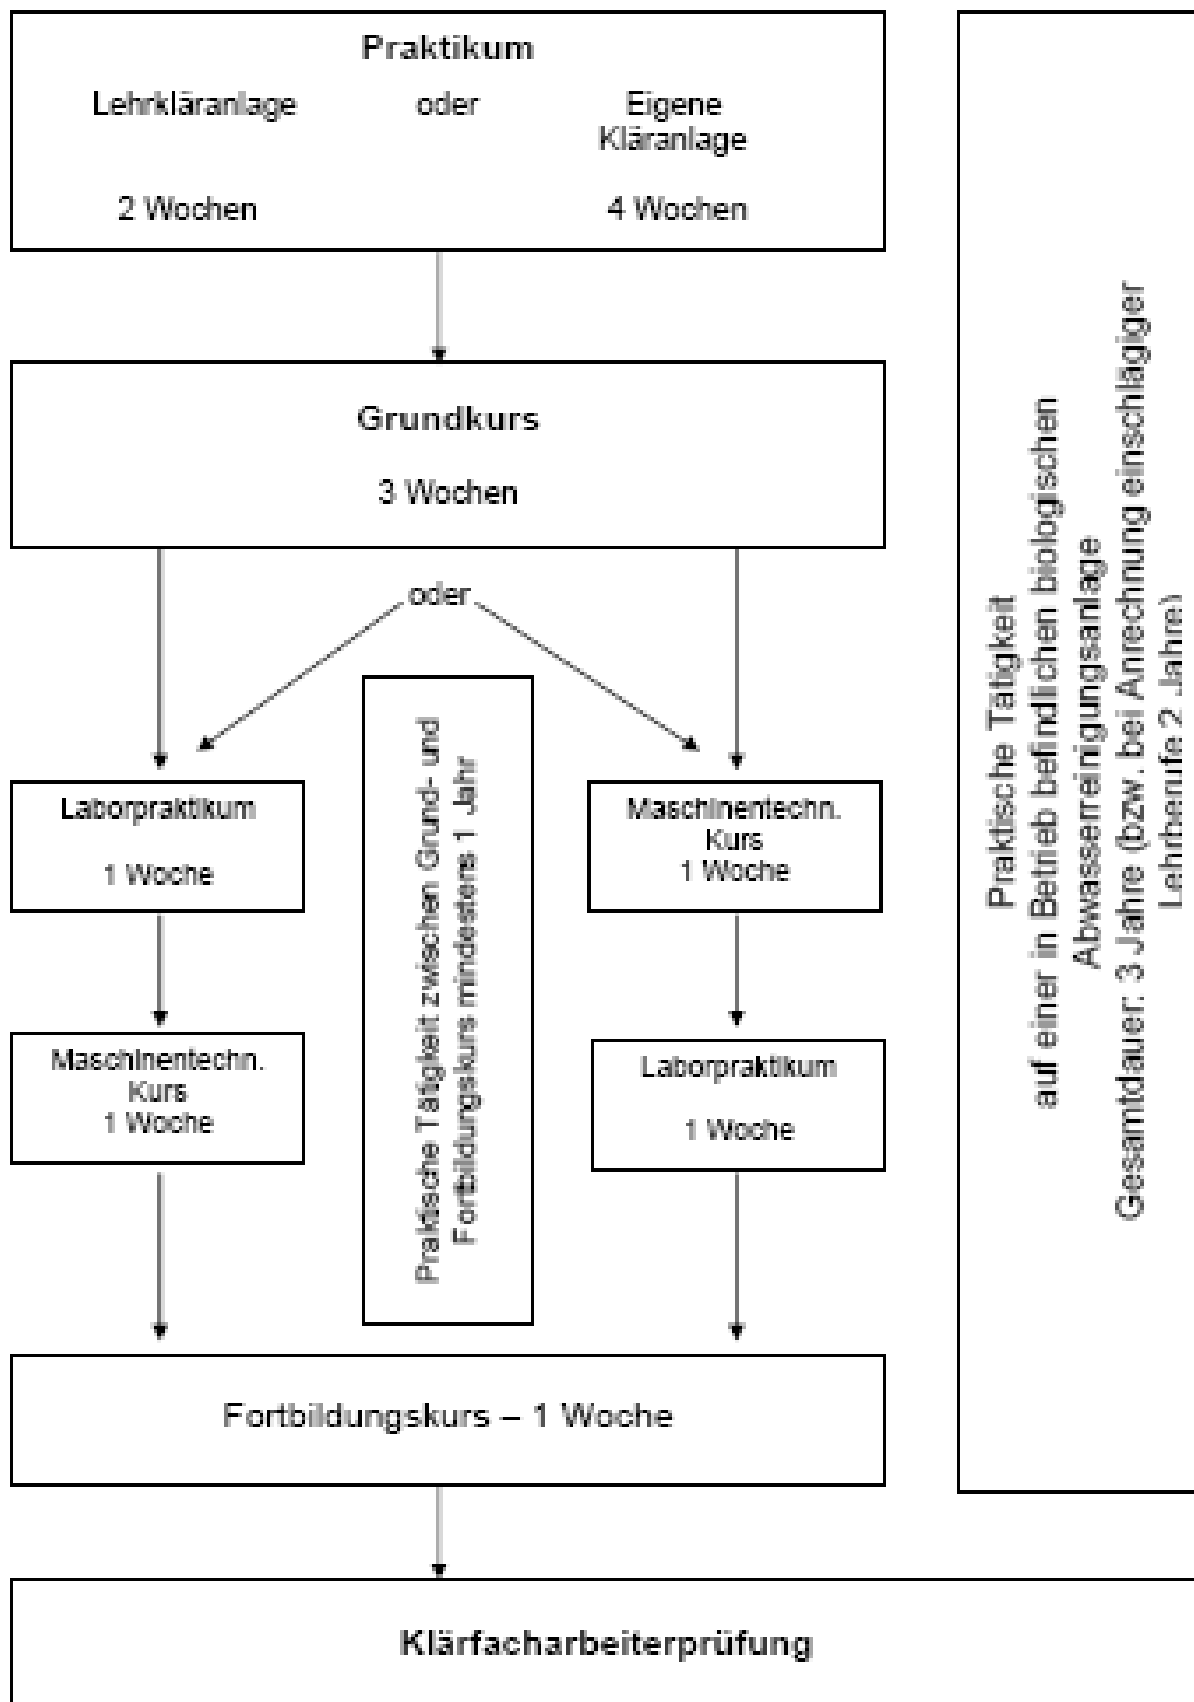 Praktikum
Lehrkläranlage oder Eigene
Kläranlage
2 Wochen 4 Wochen
Grundkurs
3 Wochen
oder
Laborpraktikum
1 Woche
Maschinentechn.
Kurs
1 Woche
Praktische Tätigkeit zwischen Grund- und
Fortbildungskurs mindestens 1 Jahr
Maschinentechn.
Kurs
1 Woche
Laborpraktikum
1 Woche
Fortbildungskurs – 1 Woche
Praktische Tätigkeit
auf einer in Betrieb befindlichen biologischen
Abwasserreinigungsanlage
Gesamtdauer: 3 Jahre (bzw. bei Anrechnung einschlägiger
Lehrberufe 2 Jahre)
Klärfacharbeiterprüfung